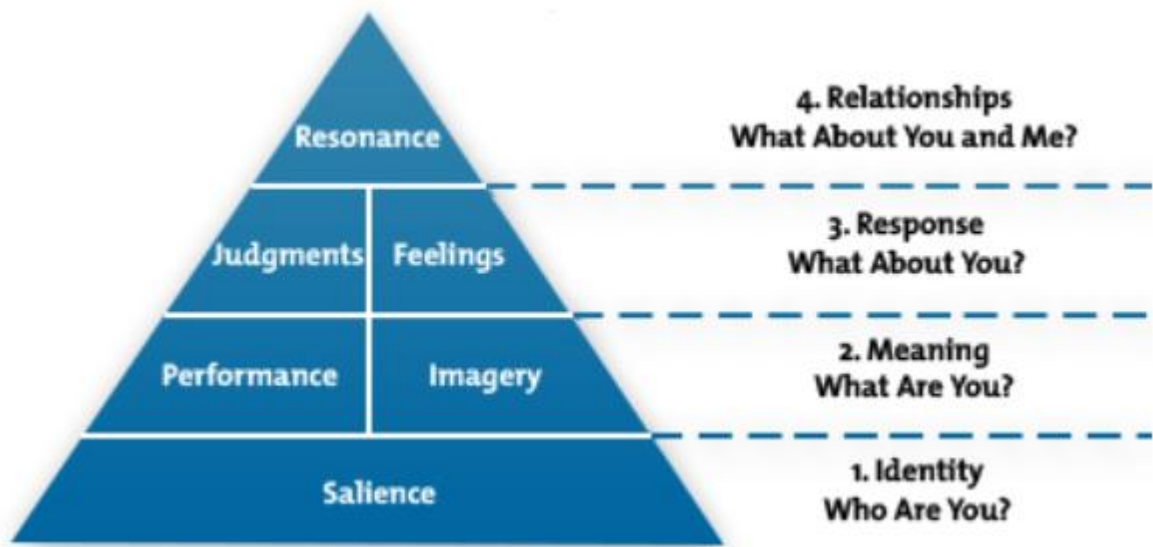 Resonance
4. Relationships
What About You and Me?
Judgments
Feelings
3. Response
What About You?
Performance
Imagery
2. Meaning
What Are You?
Salience
1. Identity
Who Are You?